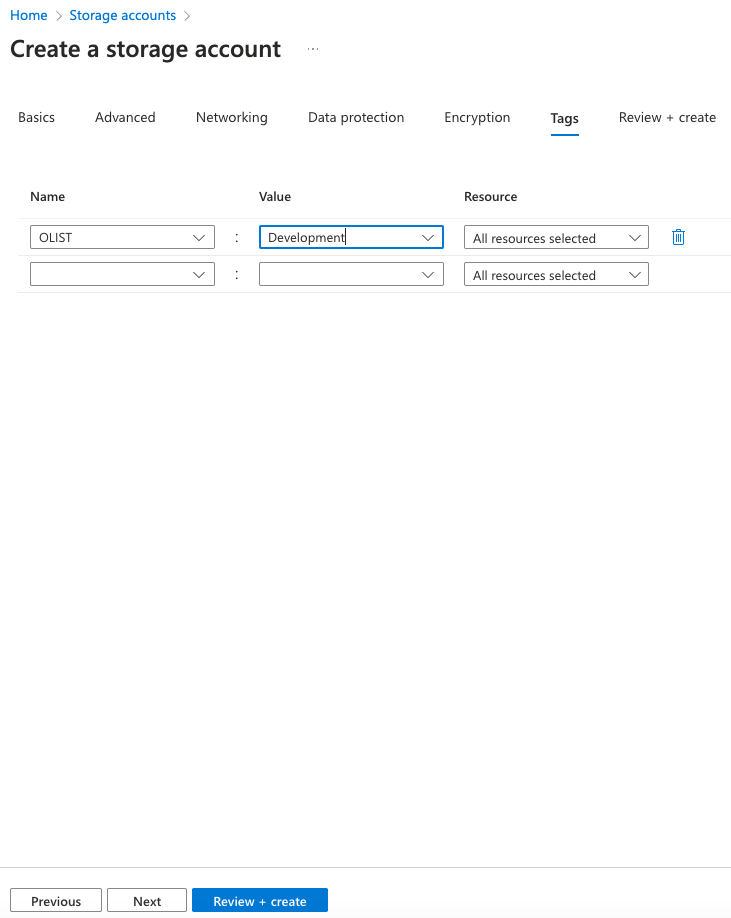 Home > Storage accounts >
Create a storage account ...
Basics Advanced Networking Data protection Encryption Tags Review + create
Name Value Resource
OLIST : Development All resources selected
: All resources selected
Previous Next Review + create